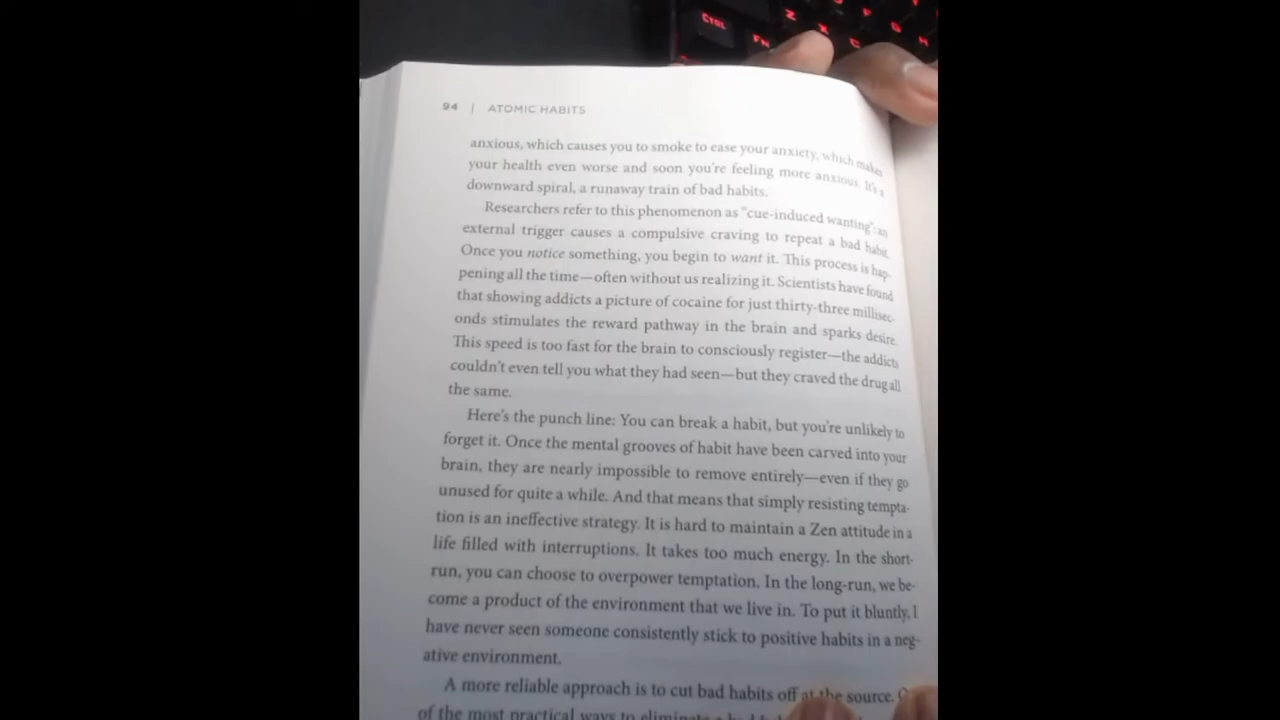 CTRL
Z
F
G
FN
X
C
H
94 | ATOMIC HABITS
anxious, which causes you to smoke to ease your anxiety, which makes
your health even worse and soon you're feeling more anxious. It's a
downward spiral, a runaway train of bad habits.
Researchers refer to this phenomenon as “cue-induced wanting”: an
external trigger causes a compulsive craving to repeat a bad habit.
Once you notice something, you begin to want it. This process is hap-
pening all the time—often without us realizing it. Scientists have found
that showing addicts a picture of cocaine for just thirty-three millisec-
onds stimulates the reward pathway in the brain and sparks desire.
This speed is too fast for the brain to consciously register—the addicts
couldn't even tell you what they had seen—but they craved the drug all
the same.
Here's the punch line: You can break a habit, but you're unlikely to
forget it. Once the mental grooves of habit have been carved into your
brain, they are nearly impossible to remove entirely—even if they go
unused for quite a while. And that means that simply resisting tempta-
tion is an ineffective strategy. It is hard to maintain a Zen attitude in a
life filled with interruptions. It takes too much energy. In the short-
run, you can choose to overpower temptation. In the long-run, we be-
come a product of the environment that we live in. To put it bluntly, I
have never seen someone consistently stick to positive habits in a neg-
ative environment.
A more reliable approach is to cut bad habits off at the source.
of the most practical ways to eliminate a bad